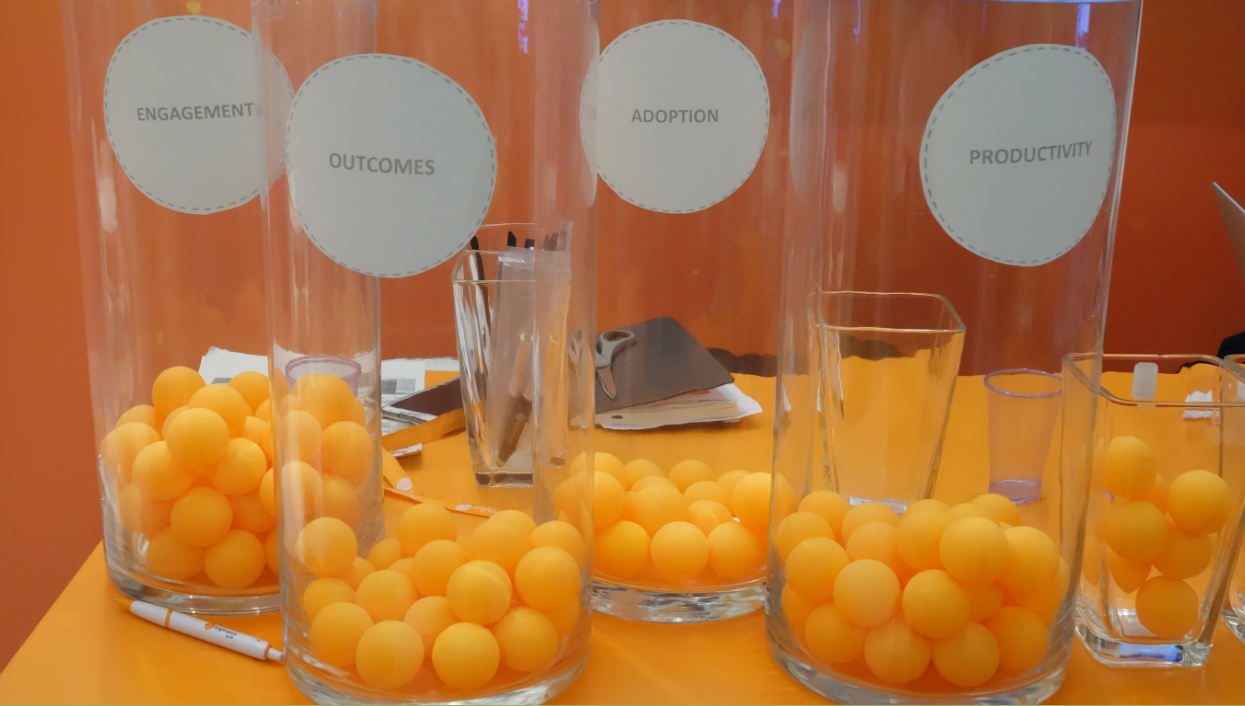 ENGAGEMENT
OUTCOMES
ADOPTION
PRODUCTIVITY